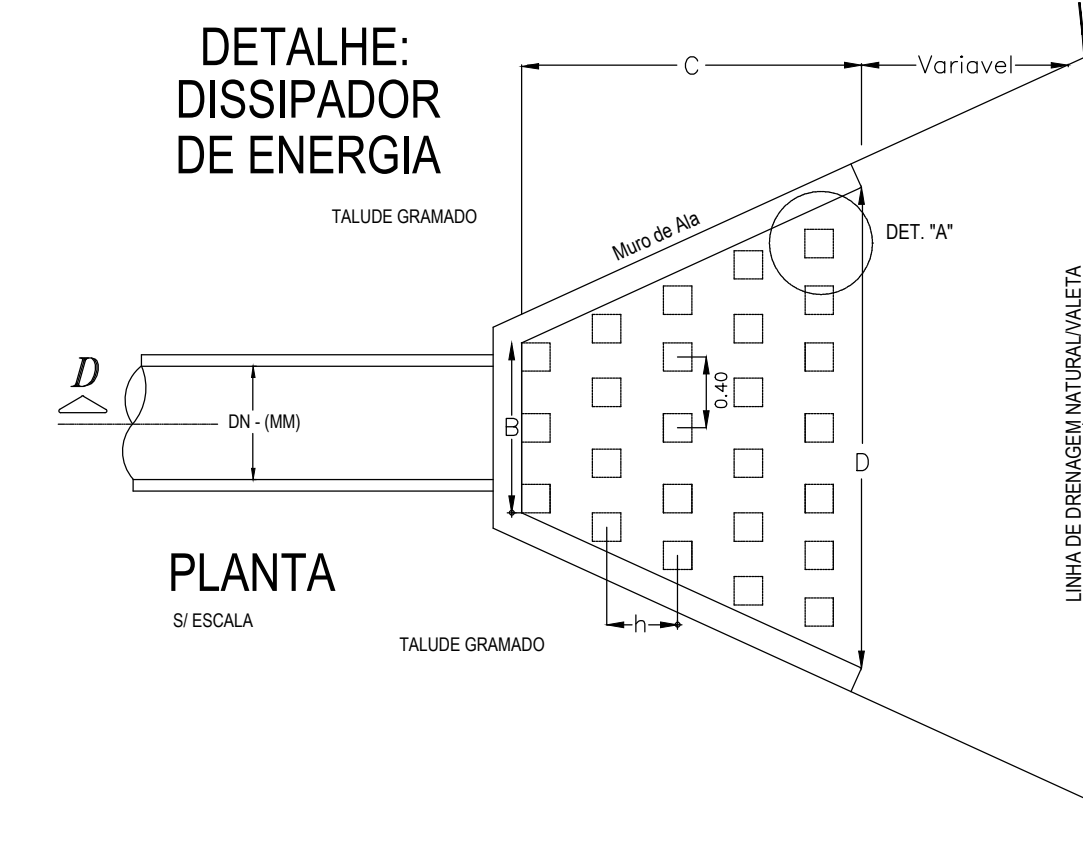 DETALHE:
DISSIPADOR
DE ENERGIA
C
Variavel
TALUDE GRAMADO
Muro de Ala
DET. "A"
D
DN - (MM)
0.40
B
D
LINHA DE DRENAGEM NATURAL/VALETA
PLANTA
S/ ESCALA
h
TALUDE GRAMADO